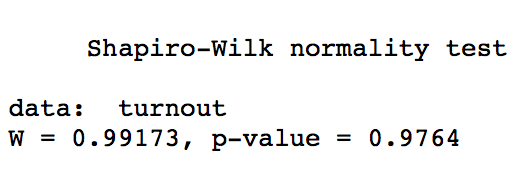 Shapiro-Wilk normality test
data:  turnout
W = 0.99173, p-value = 0.9764